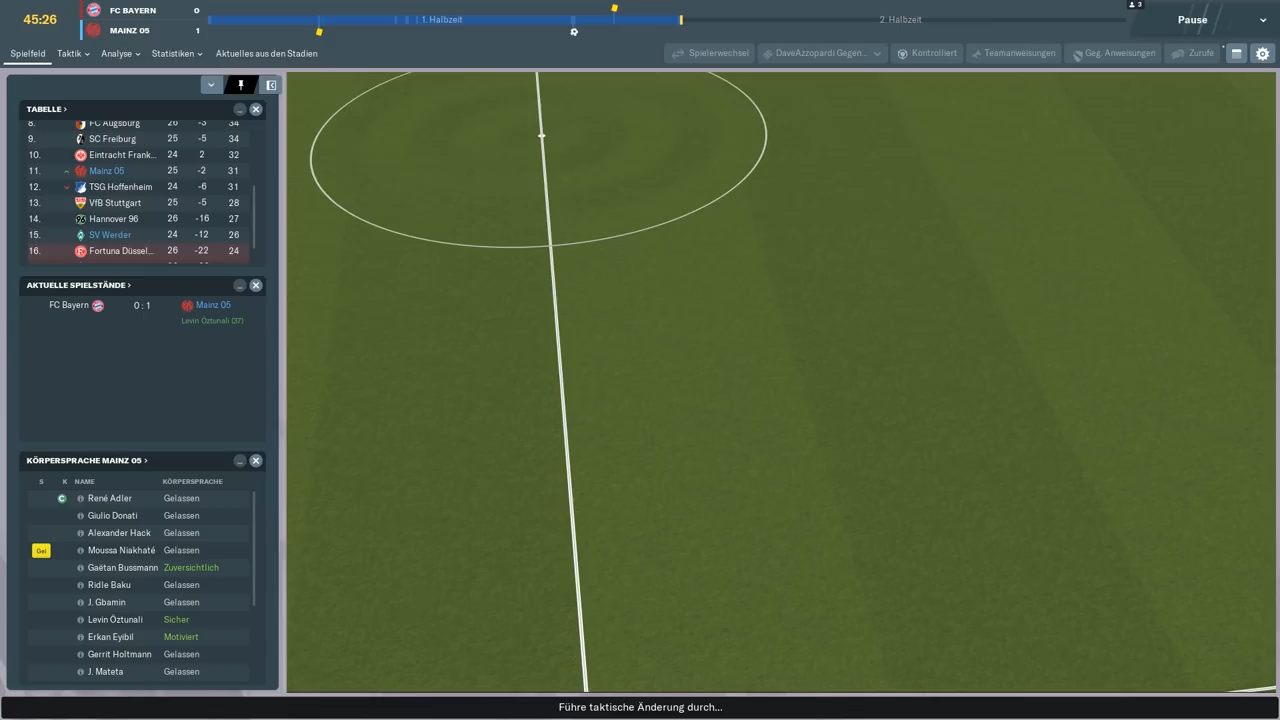 45:26
FC BAYERN 0
MAINZ 05 1
1. Halbzeit
2. Halbzeit
3
Pause
Spielfeld Taktik Analyse Statistiken Aktuelles aus den Stadien
Spielerwechsel DaveAzzopardi Gegen... Kontrolliert Teamanweisungen Geg. Anweisungen Zurufe
TABELLE >
8. FC Augsburg 26 -3 34
9. SC Freiburg 25 -5 34
10. Eintracht Frank... 24 2 32
11. Mainz 05 25 -2 31
12. TSG Hoffenheim 24 -6 31
13. VfB Stuttgart 25 -5 28
14. Hannover 96 26 -16 27
15. SV Werder 24 -12 26
16. Fortuna Düssel... 26 -22 24
AKTUELLE SPIELSTÄNDE >
FC Bayern 0 : 1 Mainz 05
Levin Öztunali (37)
KÖRPERSPRACHE MAINZ 05 >
S K NAME KÖRPERSPRACHE
C René Adler Gelassen
Giulio Donati Gelassen
Alexander Hack Gelassen
Gel Moussa Niakhaté Gelassen
Gaëtan Bussmann Zuversichtlich
Ridle Baku Gelassen
J. Gbamin Gelassen
Levin Öztunali Sicher
Erkan Eyibil Motiviert
Gerrit Holtmann Gelassen
J. Mateta Gelassen
Führe taktische Änderung durch...